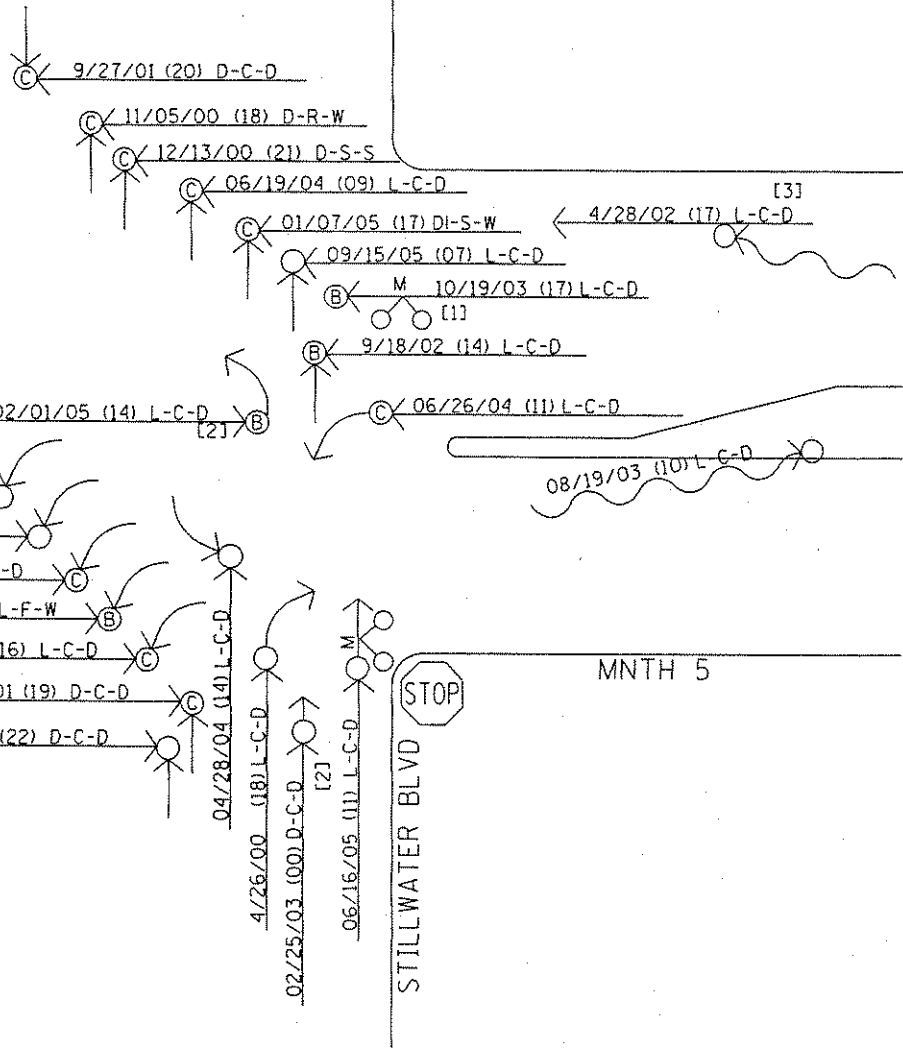 C 9/27/01 (20) D-C-D
C 11/05/00 (18) D-R-W
C 12/13/00 (21) D-S-S
C 06/19/04 (09) L-C-D
[3]
C 01/07/05 (17) DI-S-W
4/28/02 (17) L-C-D
09/15/05 (07) L-C-D
B M 10/19/03 (17) L-C-D
[1]
B 9/18/02 (14) L-C-D
02/01/05 (14) L-C-D B
[2]
C 06/26/04 (11) L-C-D
08/19/03 (10) L-C-D
-D C
L-F-W B
16) L-C-D C
01 (19) D-C-D C
(22) D-C-D
04/28/04 (14) L-C-D
4/26/00 (18) L-C-D
02/25/03 (00) D-C-D
[2]
M
06/16/05 (11) L-C-D
STOP
MNTH 5
STILLWATER BLVD